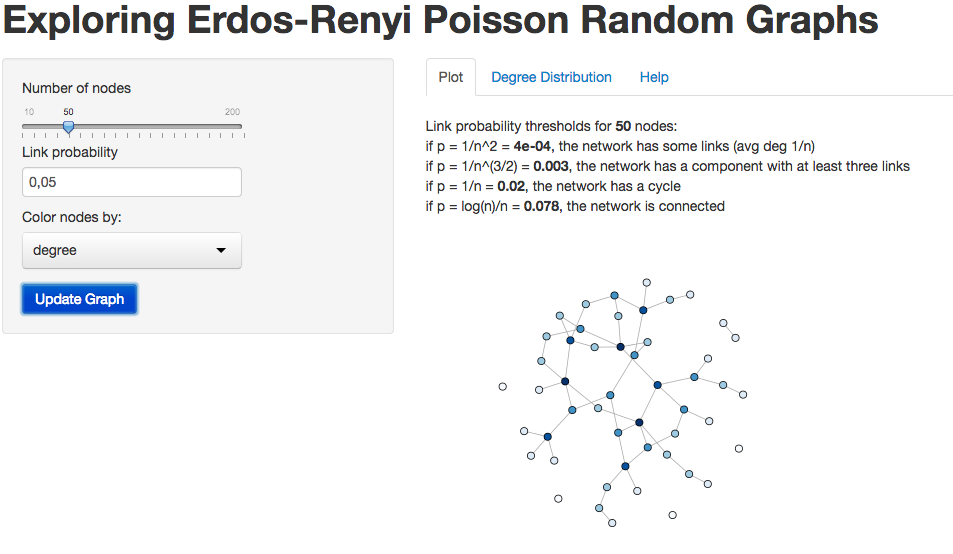 Exploring Erdos-Renyi Poisson Random Graphs
Number of nodes
10 50 200
Link probability
0,05
Color nodes by:
degree
Update Graph
Plot Degree Distribution Help
Link probability thresholds for 50 nodes:
if p = 1/n^2 = 4e-04, the network has some links (avg deg 1/n)
if p = 1/n^(3/2) = 0.003, the network has a component with at least three links
if p = 1/n = 0.02, the network has a cycle
if p = log(n)/n = 0.078, the network is connected